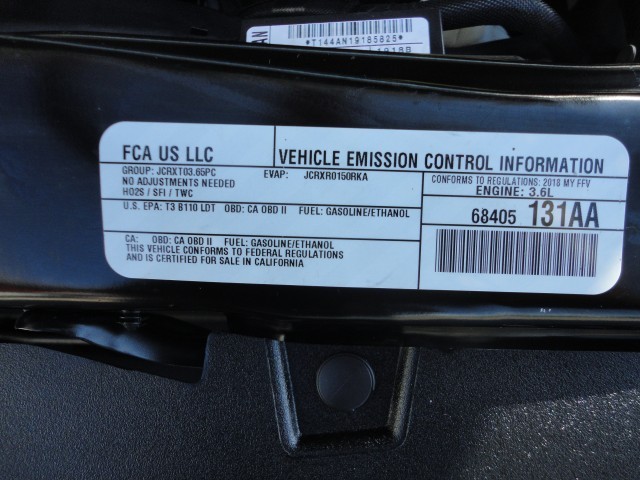 *T144AN19185825*
FCA US LLC
VEHICLE EMISSION CONTROL INFORMATION
GROUP: JCRXT03.65PC EVAP: JCRXR0150RKA
NO ADJUSTMENTS NEEDED
HO2S / SFI / TWC
CONFORMS TO REGULATIONS: 2018 MY FFV
ENGINE: 3.6L
U.S. EPA: T3 B110 LDT OBD: CA OBD II FUEL: GASOLINE/ETHANOL
68405 131AA
CA: OBD: CA OBD II FUEL: GASOLINE/ETHANOL
THIS VEHICLE CONFORMS TO FEDERAL REGULATIONS
AND IS CERTIFIED FOR SALE IN CALIFORNIA